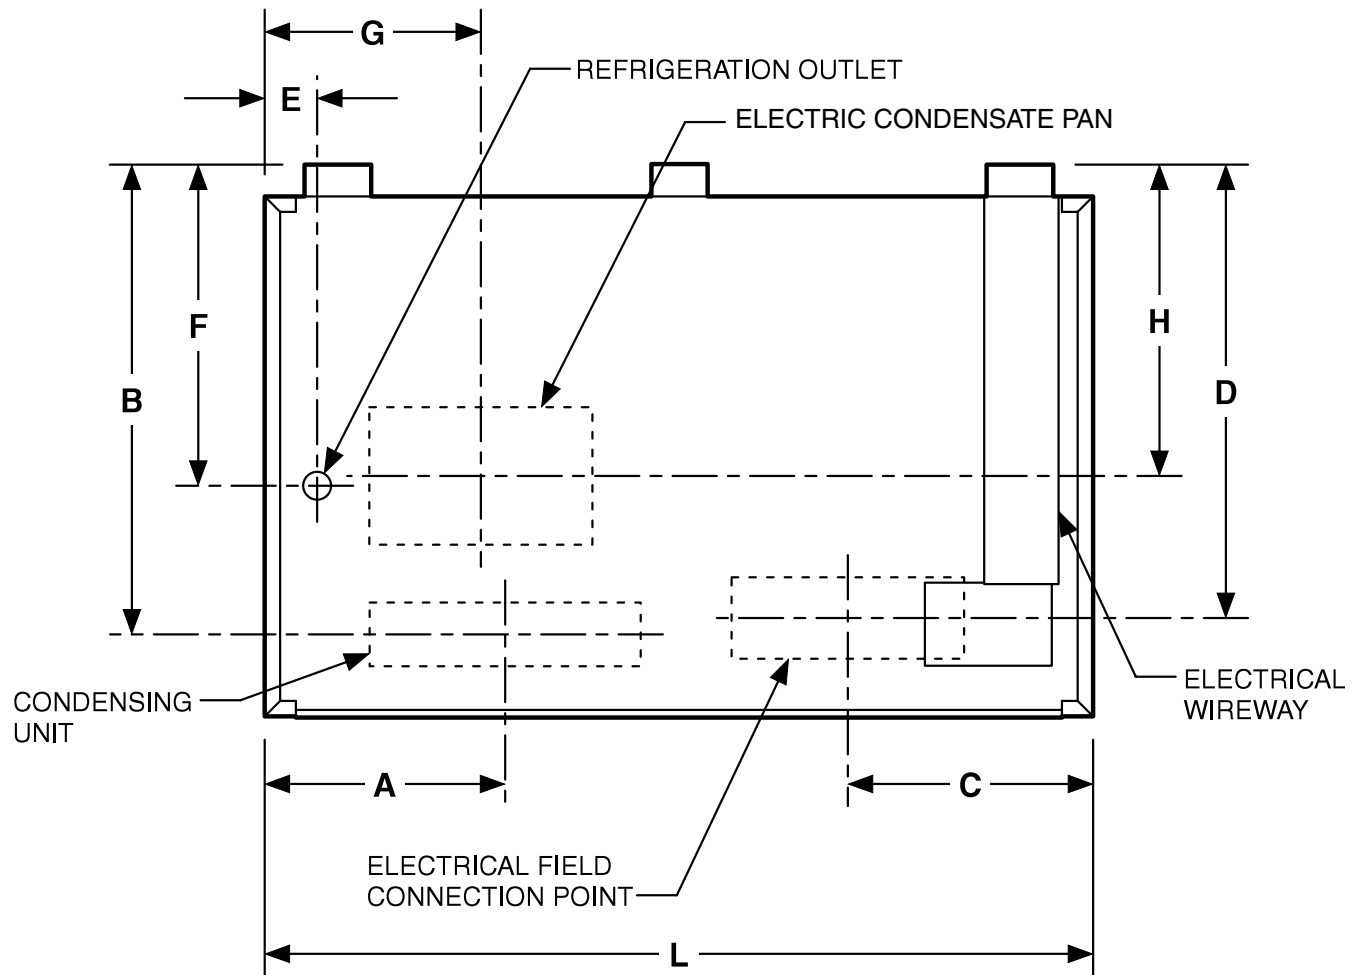 G
REFRIGERATION OUTLET
E
ELECTRIC CONDENSATE PAN
F
H
B
D
CONDENSING
UNIT
ELECTRICAL
WIREWAY
A
C
ELECTRICAL FIELD
CONNECTION POINT
L